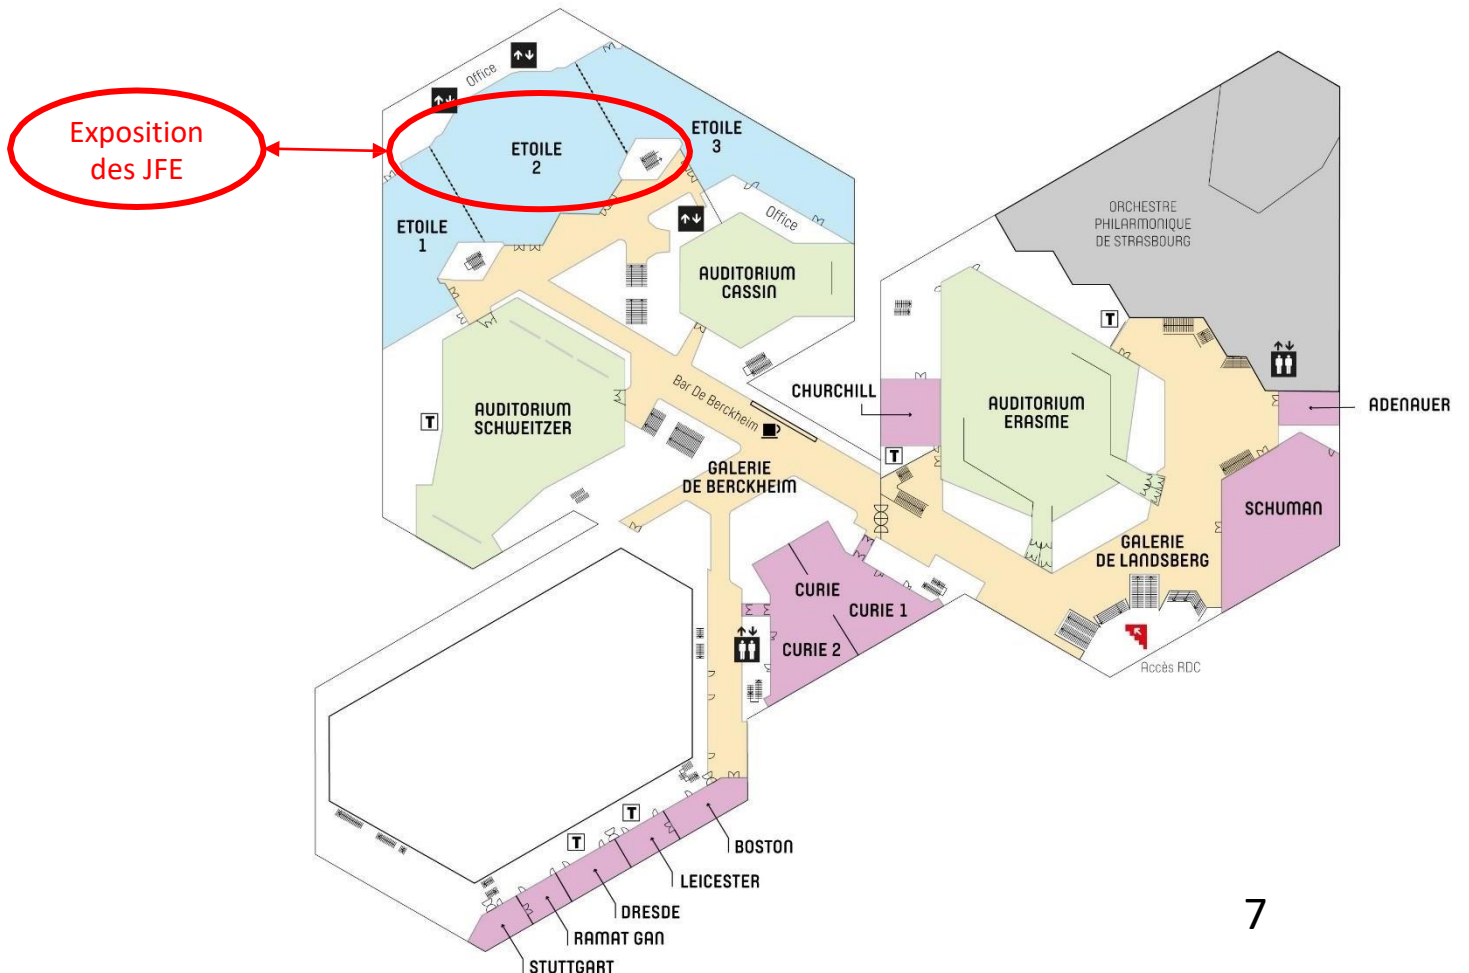 Exposition
des JFE
Office
ETOILE
2
ETOILE
3
ETOILE
1
Office
AUDITORIUM
CASSIN
ORCHESTRE
PHILARMONIQUE
DE STRASBOURG
T
CHURCHILL
AUDITORIUM
ERASME
ADENAUER
AUDITORIUM
SCHWEITZER
T
Bar De Berckheim
T
GALERIE
DE BERCKHEIM
SCHUMAN
GALERIE
DE LANDSBERG
CURIE
CURIE 1
CURIE 2
Accès RDC
T
T
BOSTON
LEICESTER
DRESDE
RAMAT GAN
STUTTGART
7